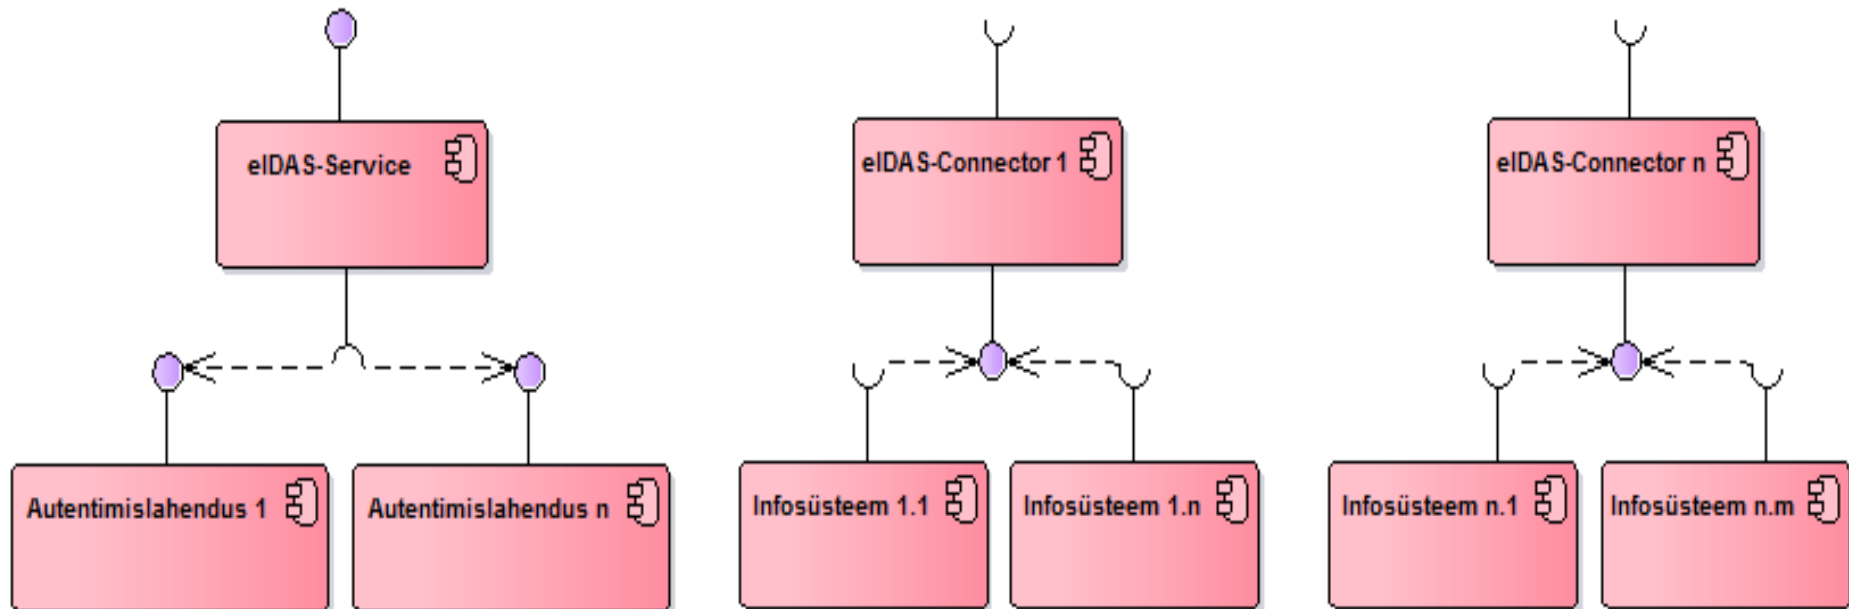 eIDAS-Service
eIDAS-Connector 1
eIDAS-Connector n
Autentimislahendus 1
Autentimislahendus n
Infosüsteem 1.1
Infosüsteem 1.n
Infosüsteem n.1
Infosüsteem n.m